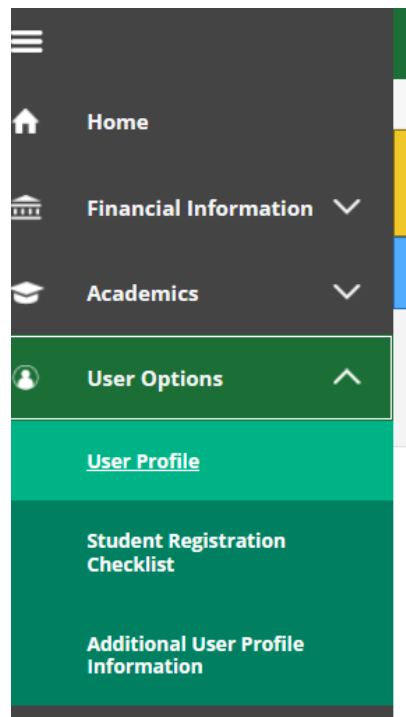 Home
Financial Information
Academics
User Options
User Profile
Student Registration
Checklist
Additional User Profile
Information